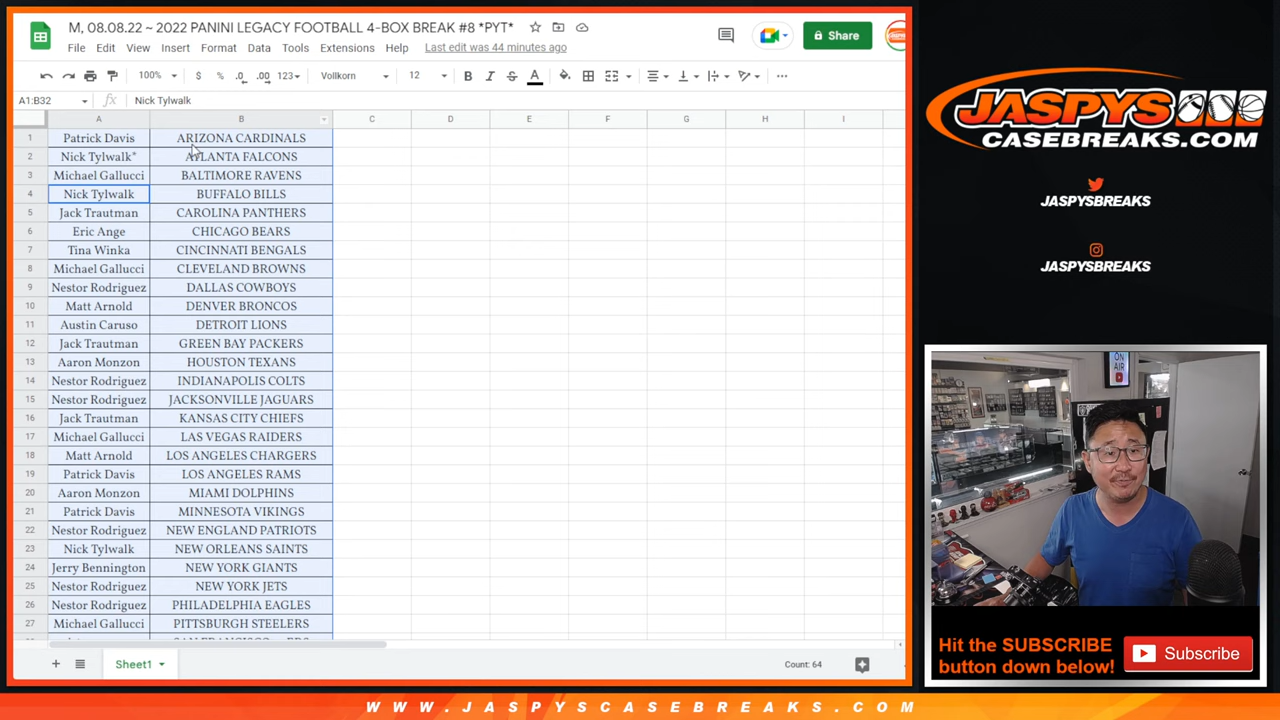 M, 08.08.22 ~ 2022 PANINI LEGACY FOOTBALL 4-BOX BREAK #8 *PYT*
File Edit View Insert Format Data Tools Extensions Help Last edit was 44 minutes ago
Share
100% $ % .0 .00 123 Vollkorn 12 B I S A
A1:B32 fx Nick Tylwalk
A B C D E F G H I
1 Patrick Davis ARIZONA CARDINALS
2 Nick Tylwalk* ATLANTA FALCONS
3 Michael Gallucci BALTIMORE RAVENS
4 Nick Tylwalk BUFFALO BILLS
5 Jack Trautman CAROLINA PANTHERS
6 Eric Ange CHICAGO BEARS
7 Tina Winka CINCINNATI BENGALS
8 Michael Gallucci CLEVELAND BROWNS
9 Nestor Rodriguez DALLAS COWBOYS
10 Matt Arnold DENVER BRONCOS
11 Austin Caruso DETROIT LIONS
12 Jack Trautman GREEN BAY PACKERS
13 Aaron Monzon HOUSTON TEXANS
14 Nestor Rodriguez INDIANAPOLIS COLTS
15 Nestor Rodriguez JACKSONVILLE JAGUARS
16 Jack Trautman KANSAS CITY CHIEFS
17 Michael Gallucci LAS VEGAS RAIDERS
18 Matt Arnold LOS ANGELES CHARGERS
19 Patrick Davis LOS ANGELES RAMS
20 Aaron Monzon MIAMI DOLPHINS
21 Patrick Davis MINNESOTA VIKINGS
22 Nestor Rodriguez NEW ENGLAND PATRIOTS
23 Nick Tylwalk NEW ORLEANS SAINTS
24 Jerry Bennington NEW YORK GIANTS
25 Nestor Rodriguez NEW YORK JETS
26 Nestor Rodriguez PHILADELPHIA EAGLES
27 Michael Gallucci PITTSBURGH STEELERS
Sheet1
Count: 64
JASPYS
CASEBREAKS.COM
JASPYSBREAKS
JASPYSBREAKS
ON
AIR
Hit the SUBSCRIBE
button down below!
Subscribe
WWW.JASPYSCASEBREAKS.COM